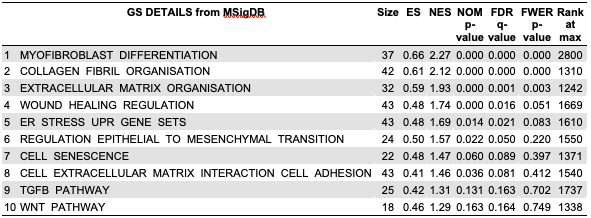 GS DETAILS from MSigDB Size ES NES NOM p-value FDR q-value FWER p-value Rank at max
1 MYOFIBROBLAST DIFFERENTIATION 37 0.66 2.27 0.000 0.000 0.000 2800
2 COLLAGEN FIBRIL ORGANISATION 42 0.61 2.12 0.000 0.000 0.000 1310
3 EXTRACELLULAR MATRIX ORGANISATION 32 0.59 1.93 0.000 0.001 0.003 1242
4 WOUND HEALING REGULATION 43 0.48 1.74 0.000 0.016 0.051 1669
5 ER STRESS UPR GENE SETS 43 0.48 1.69 0.014 0.021 0.083 1610
6 REGULATION EPITHELIAL TO MESENCHYMAL TRANSITION 24 0.50 1.57 0.022 0.050 0.220 1550
7 CELL SENESCENCE 22 0.48 1.47 0.060 0.089 0.397 1371
8 CELL EXTRACELLULAR MATRIX INTERACTION CELL ADHESION 43 0.41 1.46 0.036 0.081 0.412 1540
9 TGFB PATHWAY 25 0.42 1.31 0.131 0.163 0.702 1737
10 WNT PATHWAY 18 0.46 1.29 0.163 0.164 0.749 1338